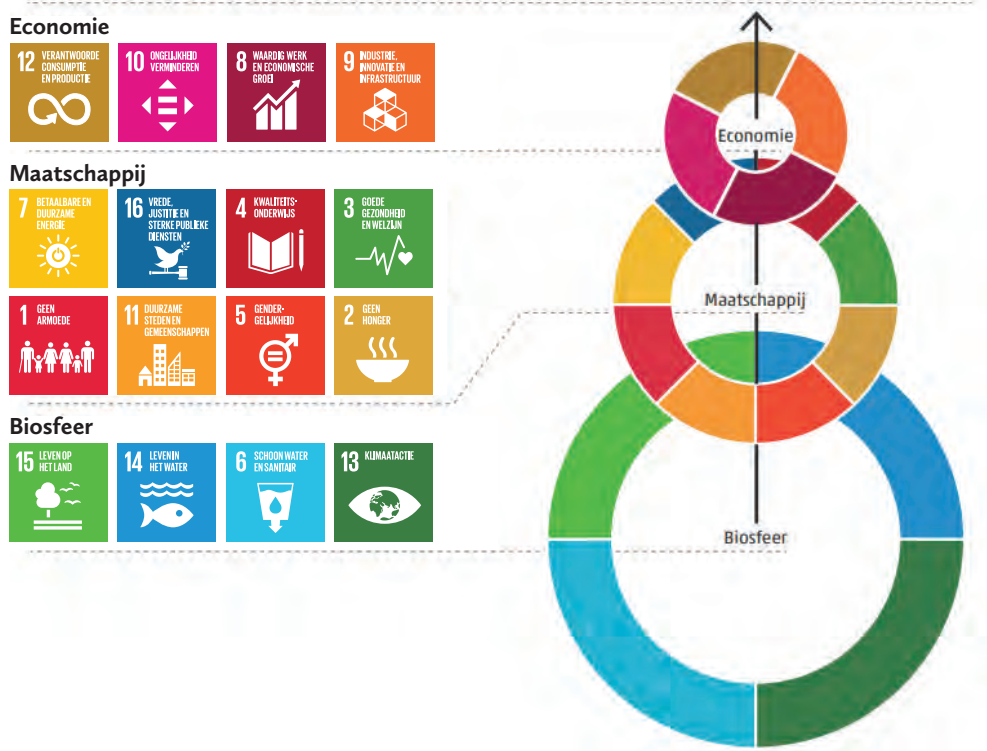 Economie
12 VERANTWOORDE
CONSUMPTIE
EN PRODUCTIE
10 ONGELIJKHEID
VERMINDEREN
8 WAARDIG WERK
EN ECONOMISCHE
GROEI
9 INDUSTRIE,
INNOVATIE EN
INFRASTRUCTUUR
Economie
Maatschappij
7 BETAALBARE EN
DUURZAME
ENERGIE
16 VREDE,
JUSTITIE EN
STERKE PUBLIEKE
DIENSTEN
4 KWALITEITS-
ONDERWIJS
3 GOEDE
GEZONDHEID
EN WELZIJN
1 GEEN
ARMOEDE
11 DUURZAME
STEDEN EN
GEMEENSCHAPPEN
5 GENDER-
GELIJKHEID
2 GEEN
HONGER
Maatschappij
Biosfeer
15 LEVEN OP
HET LAND
14 LEVEN IN
HET WATER
6 SCHOON WATER
EN SANITAIR
13 KLIMAATACTIE
Biosfeer